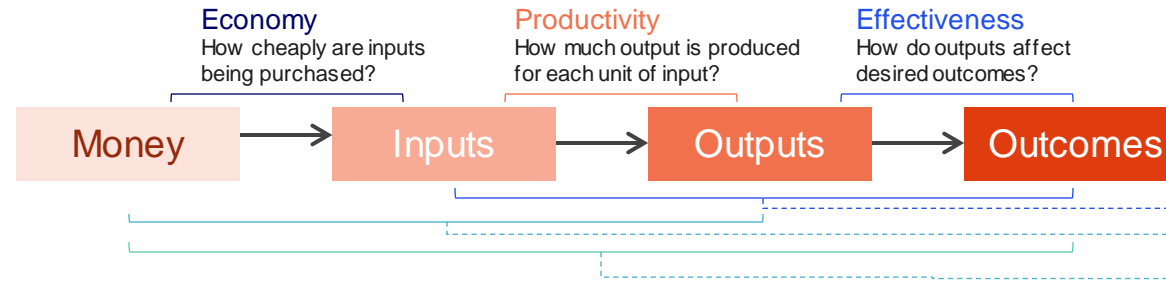 Economy
How cheaply are inputs
being purchased?
Productivity
How much output is produced
for each unit of input?
Effectiveness
How do outputs affect
desired outcomes?
Money
Inputs
Outputs
Outcomes